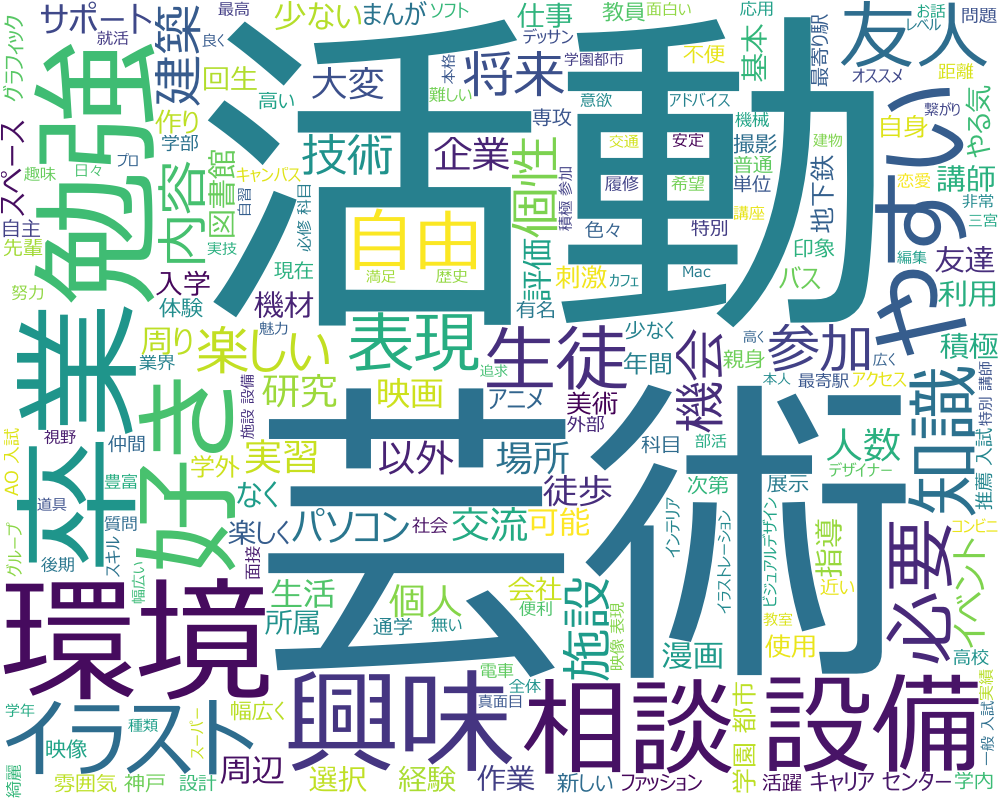 サポート
就活
最高
少ない
まんが
ソフト
仕事
教員
面白い
応用
友人
お話
レベル
問題
グラフィック
勉強
建築
回生
良く
高い
大変
活動
将来
デッサン
学園都市
本格
難しい
意欲
アドバイス
不便
基本
最寄り駅
オススメ
距離
繋がり
自身
やる気
スペース
作り
学部
技術
企業
専攻
機械
撮影
交通
安定
建物
普通
履修
希望
単位
地下鉄
恋愛
講師
非常
やすい
趣味
日々
プロ
内容
図書館
キャンパス
自習
必修 科目
個性
積極 参加
色々
特別
講座
三宮
自主
先輩
実技
自由
印象
編集
友達
現在
満足
歴史
評価
刺激
カフェ
Mac
バス
努力
入学
体験
機材
有名
利用
卒業
周り
業界
楽しい
魅力
表現
追求
生徒
少なく
年間
機会
親身
高く
参加
広く
積極
好き
施設 設備
研究
映画
アニメ
美術
外部
本人
最寄駅
アクセス
知識
特別 講師
推薦 入試
視野
仲間
AO 入試
豊富
学外
実習
芸術
以外
場所
科目
部活
人数
デザイナー
道具
質問
スキル
なく
徒歩
次第
展示
グループ
後期
幅広い
楽しく
面接
パソコン
社会
交流
可能
インテリア
イラストレーション
ビジュアルデザイン
指導
必要
コンビニ
イベント
環境
生活
所属
通学
個人
無い
会社
便利
施設
映像 表現
漫画
教室
近い
使用
高校
電車
全体
真面目
興味
相談
設備
学年
種類
イラスト
スーパー
幅広く
映像
周辺
学園 都市
一般 入試
実績
綺麗
雰囲気
神戸
設計
選択
経験
作業
新しい
ファッション
活躍
キャリア センター
学内